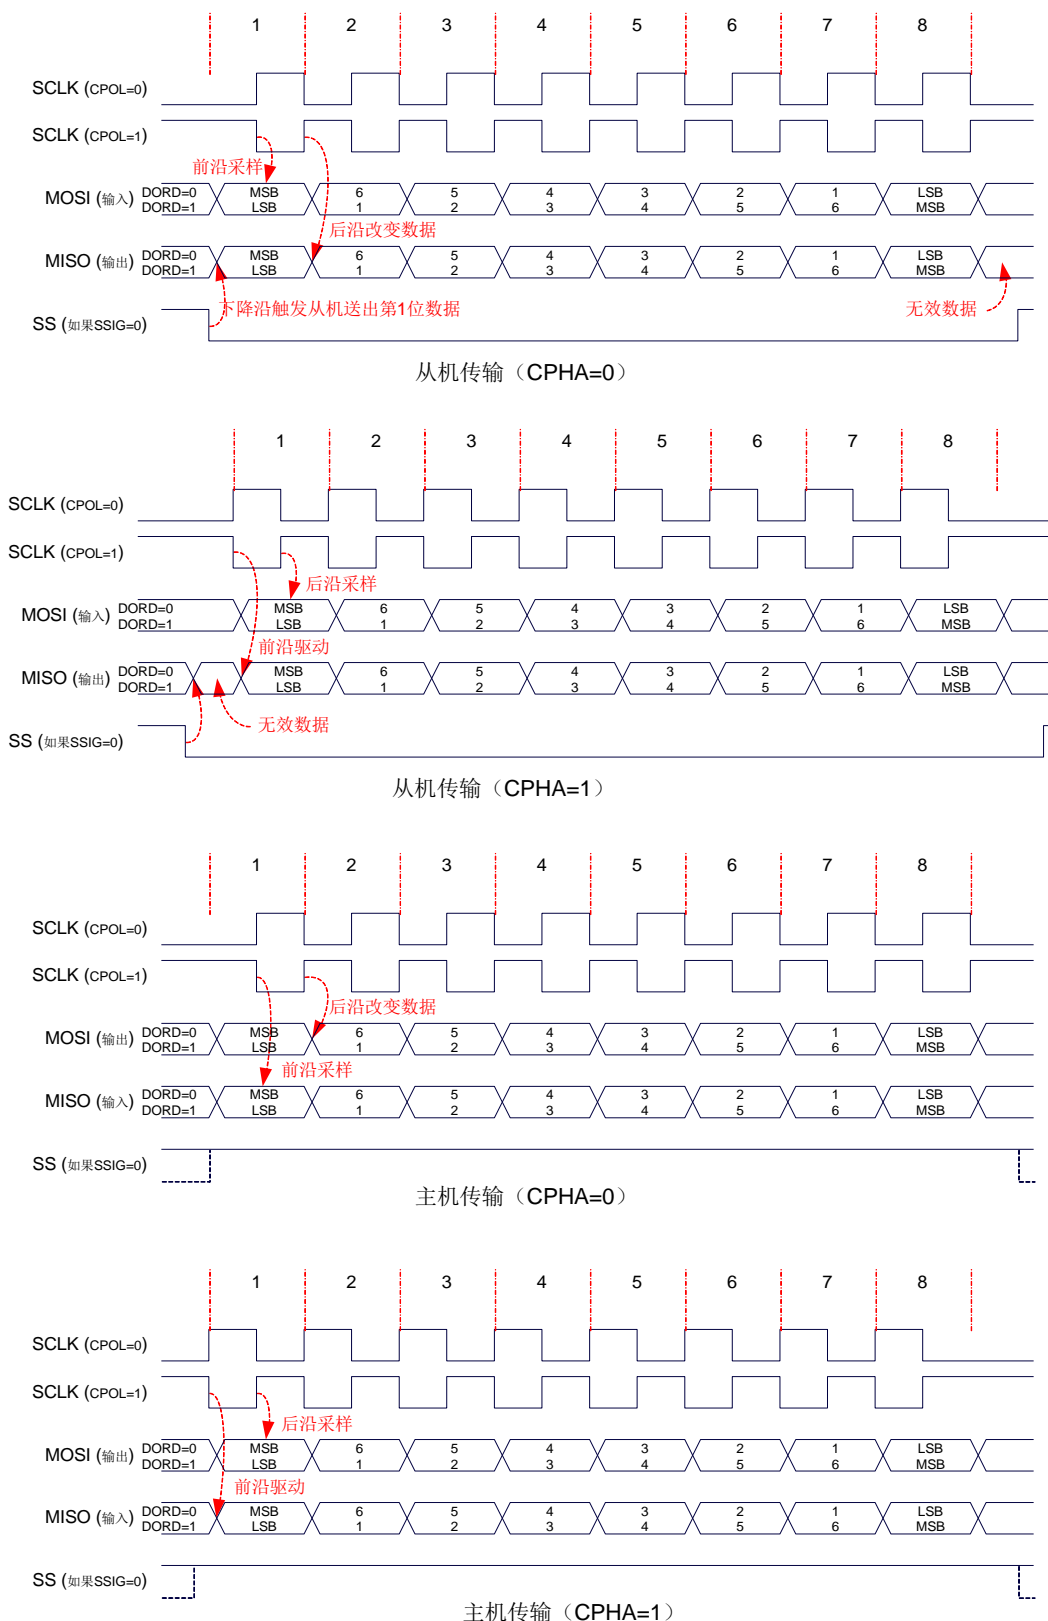 1 2 3 4 5 6 7 8
SCLK (CPOL=0)
SCLK (CPOL=1)
前沿采样
MOSI (输入) DORD=0 MSB 6 5 4 3 2 1 LSB
DORD=1 LSB 1 2 3 4 5 6 MSB
后沿改变数据
MISO (输出) DORD=0 MSB 6 5 4 3 2 1 LSB
DORD=1 LSB 1 2 3 4 5 6 MSB
下降沿触发从机送出第1位数据 无效数据
SS (如果SSIG=0)
从机传输（CPHA=0）
1 2 3 4 5 6 7 8
SCLK (CPOL=0)
SCLK (CPOL=1)
后沿采样
MOSI (输入) DORD=0 MSB 6 5 4 3 2 1 LSB
DORD=1 LSB 1 2 3 4 5 6 MSB
前沿驱动
MISO (输出) DORD=0 MSB 6 5 4 3 2 1 LSB
DORD=1 LSB 1 2 3 4 5 6 MSB
无效数据
SS (如果SSIG=0)
从机传输（CPHA=1）
1 2 3 4 5 6 7 8
SCLK (CPOL=0)
SCLK (CPOL=1)
后沿改变数据
MOSI (输出) DORD=0 MSB 6 5 4 3 2 1 LSB
DORD=1 LSB 1 2 3 4 5 6 MSB
前沿采样
MISO (输入) DORD=0 MSB 6 5 4 3 2 1 LSB
DORD=1 LSB 1 2 3 4 5 6 MSB
SS (如果SSIG=0)
主机传输（CPHA=0）
1 2 3 4 5 6 7 8
SCLK (CPOL=0)
SCLK (CPOL=1)
后沿采样
MOSI (输出) DORD=0 MSB 6 5 4 3 2 1 LSB
DORD=1 LSB 1 2 3 4 5 6 MSB
前沿驱动
MISO (输入) DORD=0 MSB 6 5 4 3 2 1 LSB
DORD=1 LSB 1 2 3 4 5 6 MSB
SS (如果SSIG=0)
主机传输（CPHA=1）